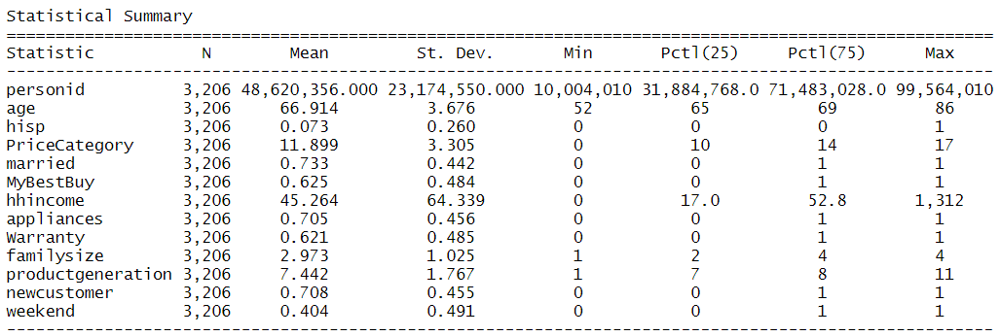 Statistical Summary
=====================================================================================================
Statistic N Mean St. Dev. Min Pctl(25) Pctl(75) Max
-----------------------------------------------------------------------------------------------------
personid 3,206 48,620,356.000 23,174,550.000 10,004,010 31,884,768.0 71,483,028.0 99,564,010
age 3,206 66.914 3.676 52 65 69 86
hisp 3,206 0.073 0.260 0 0 0 1
PriceCategory 3,206 11.899 3.305 0 10 14 17
married 3,206 0.733 0.442 0 0 1 1
MyBestBuy 3,206 0.625 0.484 0 0 1 1
hhincome 3,206 45.264 64.339 0 17.0 52.8 1,312
appliances 3,206 0.705 0.456 0 0 1 1
Warranty 3,206 0.621 0.485 0 0 1 1
familysize 3,206 2.973 1.025 1 2 4 4
productgeneration 3,206 7.442 1.767 1 7 8 11
newcustomer 3,206 0.708 0.455 0 0 1 1
weekend 3,206 0.404 0.491 0 0 1 1
-----------------------------------------------------------------------------------------------------